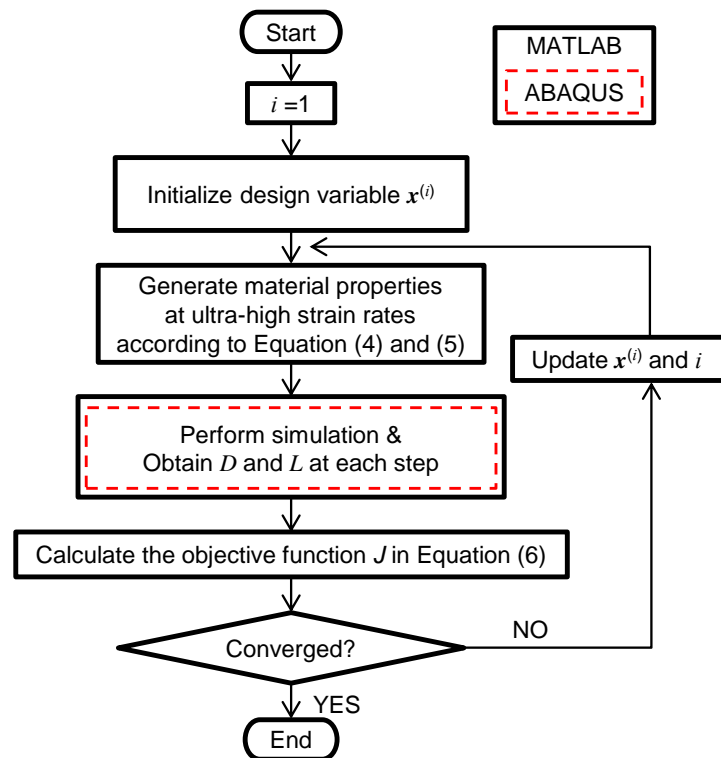 Start
MATLAB
ABAQUS
i =1
Initialize design variable x⁽ⁱ⁾
Generate material properties
at ultra-high strain rates
according to Equation (4) and (5)
Update x⁽ⁱ⁾ and i
Perform simulation &
Obtain D and L at each step
Calculate the objective function J in Equation (6)
Converged?
NO
YES
End